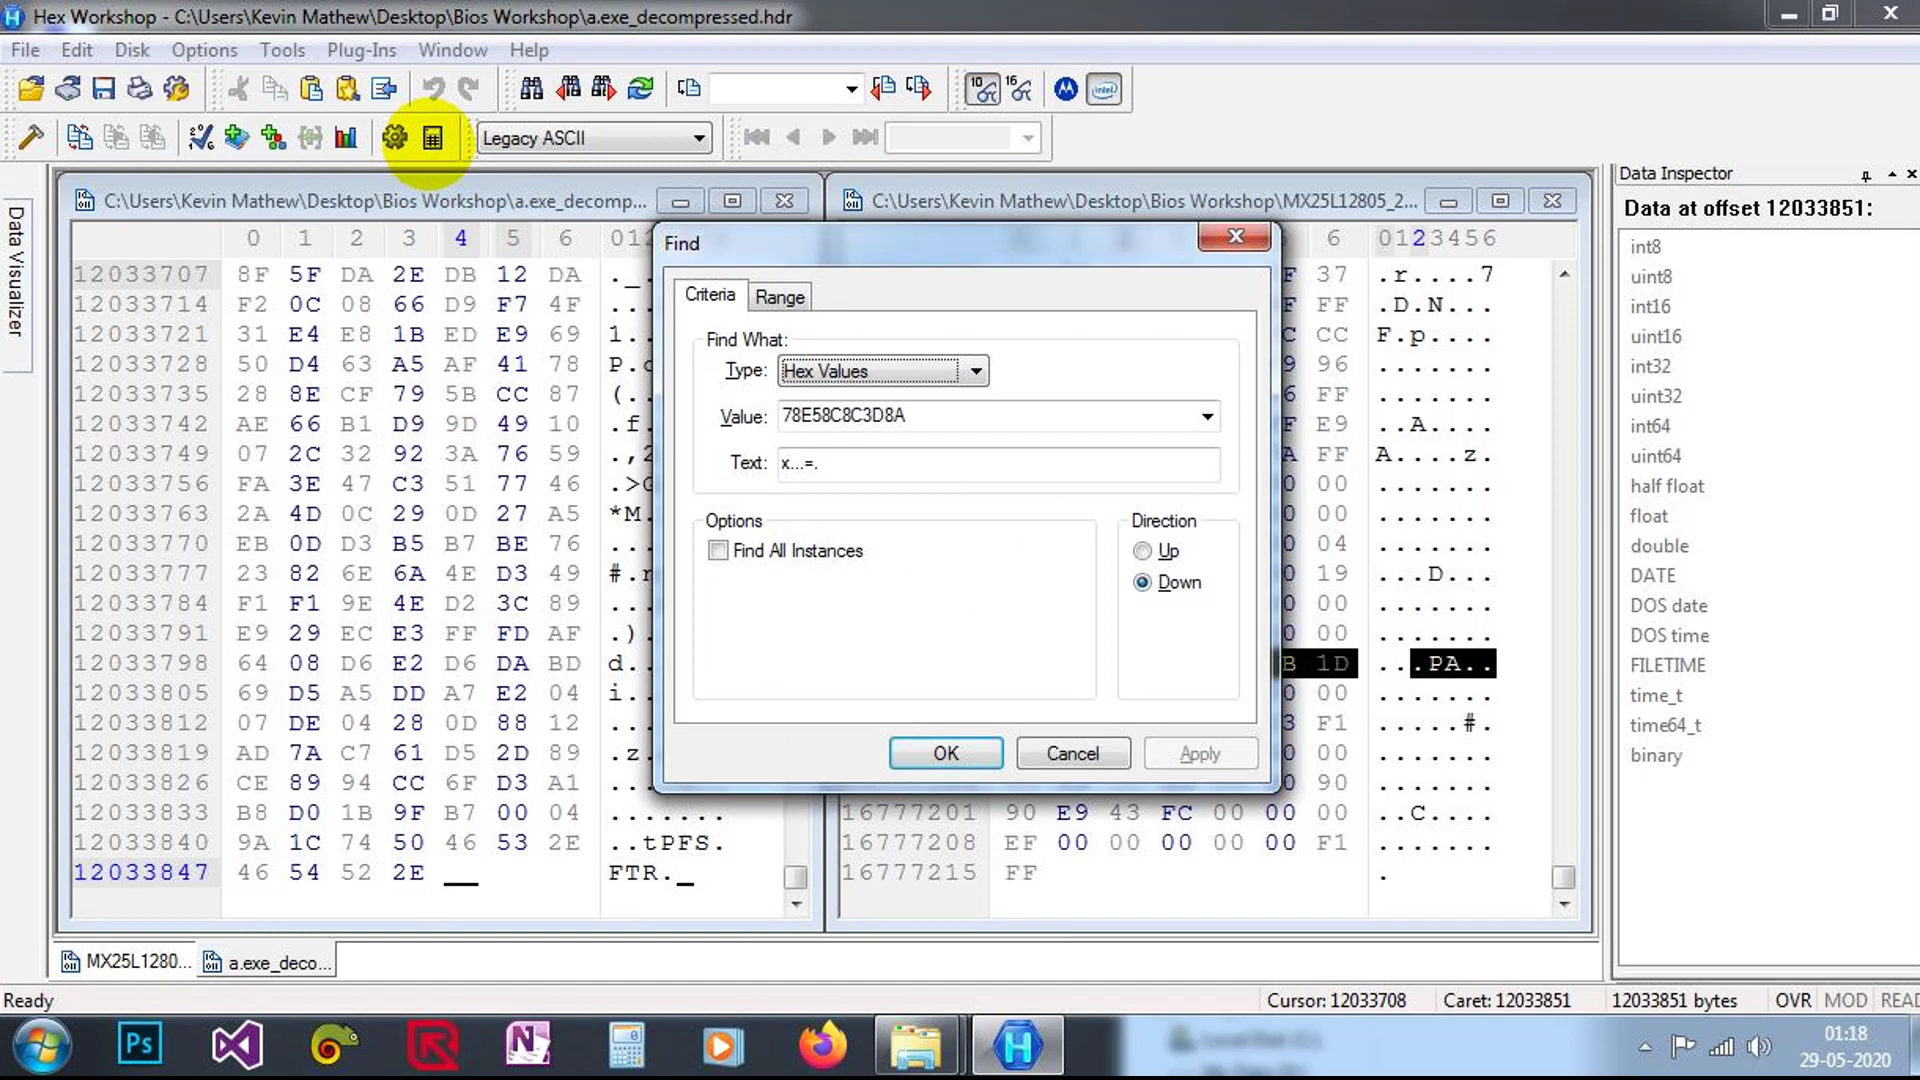 Hex Workshop - C:\Users\Kevin Mathew\Desktop\Bios Workshop\a.exe_decompressed.hdr
File Edit Disk Options Tools Plug-Ins Window Help
Legacy ASCII
Data Visualizer
C:\Users\Kevin Mathew\Desktop\Bios Workshop\a.exe_decomp...
0 1 2 3 4 5 6 012
12033707 8F 5F DA 2E DB 12 DA ._
12033714 F2 0C 08 66 D9 F7 4F ...
12033721 31 E4 E8 1B ED E9 69 1..
12033728 50 D4 63 A5 AF 41 78 P.c
12033735 28 8E CF 79 5B CC 87 (..
12033742 AE 66 B1 D9 9D 49 10 .f.
12033749 07 2C 32 92 3A 76 59 .,2
12033756 FA 3E 47 C3 51 77 46 .>G
12033763 2A 4D 0C 29 0D 27 A5 *M.
12033770 EB 0D D3 B5 B7 BE 76 ...
12033777 23 82 6E 6A 4E D3 49 #.n
12033784 F1 F1 9E 4E D2 3C 89 ...
12033791 E9 29 EC E3 FF FD AF .).
12033798 64 08 D6 E2 D6 DA BD d..
12033805 69 D5 A5 DD A7 E2 04 i..
12033812 07 DE 04 28 0D 88 12 ...
12033819 AD 7A C7 61 D5 2D 89 .z.
12033826 CE 89 94 CC 6F D3 A1 ...
12033833 B8 D0 1B 9F B7 00 04 .......
12033840 9A 1C 74 50 46 53 2E ..tPFS.
12033847 46 54 52 2E FTR.
C:\Users\Kevin Mathew\Desktop\Bios Workshop\MX25L12805_2...
6 0123456
F 37 .r....7
FF .D.N...
C CC F.p....
9 96 .......
6 FF .......
F E9 ..A....
A FF A....z.
0 00 .......
0 00 .......
0 04 .......
0 19 ...D...
0 00 .......
0 00 .......
B 1D ...PA..
0 00 .......
3 F1 .....#.
0 00 .......
0 90 .......
16777201 90 E9 43 FC 00 00 00 ..C....
16777208 EF 00 00 00 00 00 F1 .......
16777215 FF .
Find
Criteria Range
Find What:
Type: Hex Values
Value: 78E58C8C3D8A
Text: x...=.
Options
Find All Instances
Direction
Up
Down
OK Cancel Apply
Data Inspector
Data at offset 12033851:
int8
uint8
int16
uint16
int32
uint32
int64
uint64
half float
float
double
DATE
DOS date
DOS time
FILETIME
time_t
time64_t
binary
MX25L1280... a.exe_deco...
Ready Cursor: 12033708 Caret: 12033851 12033851 bytes OVR MOD READ
01:18
29-05-2020